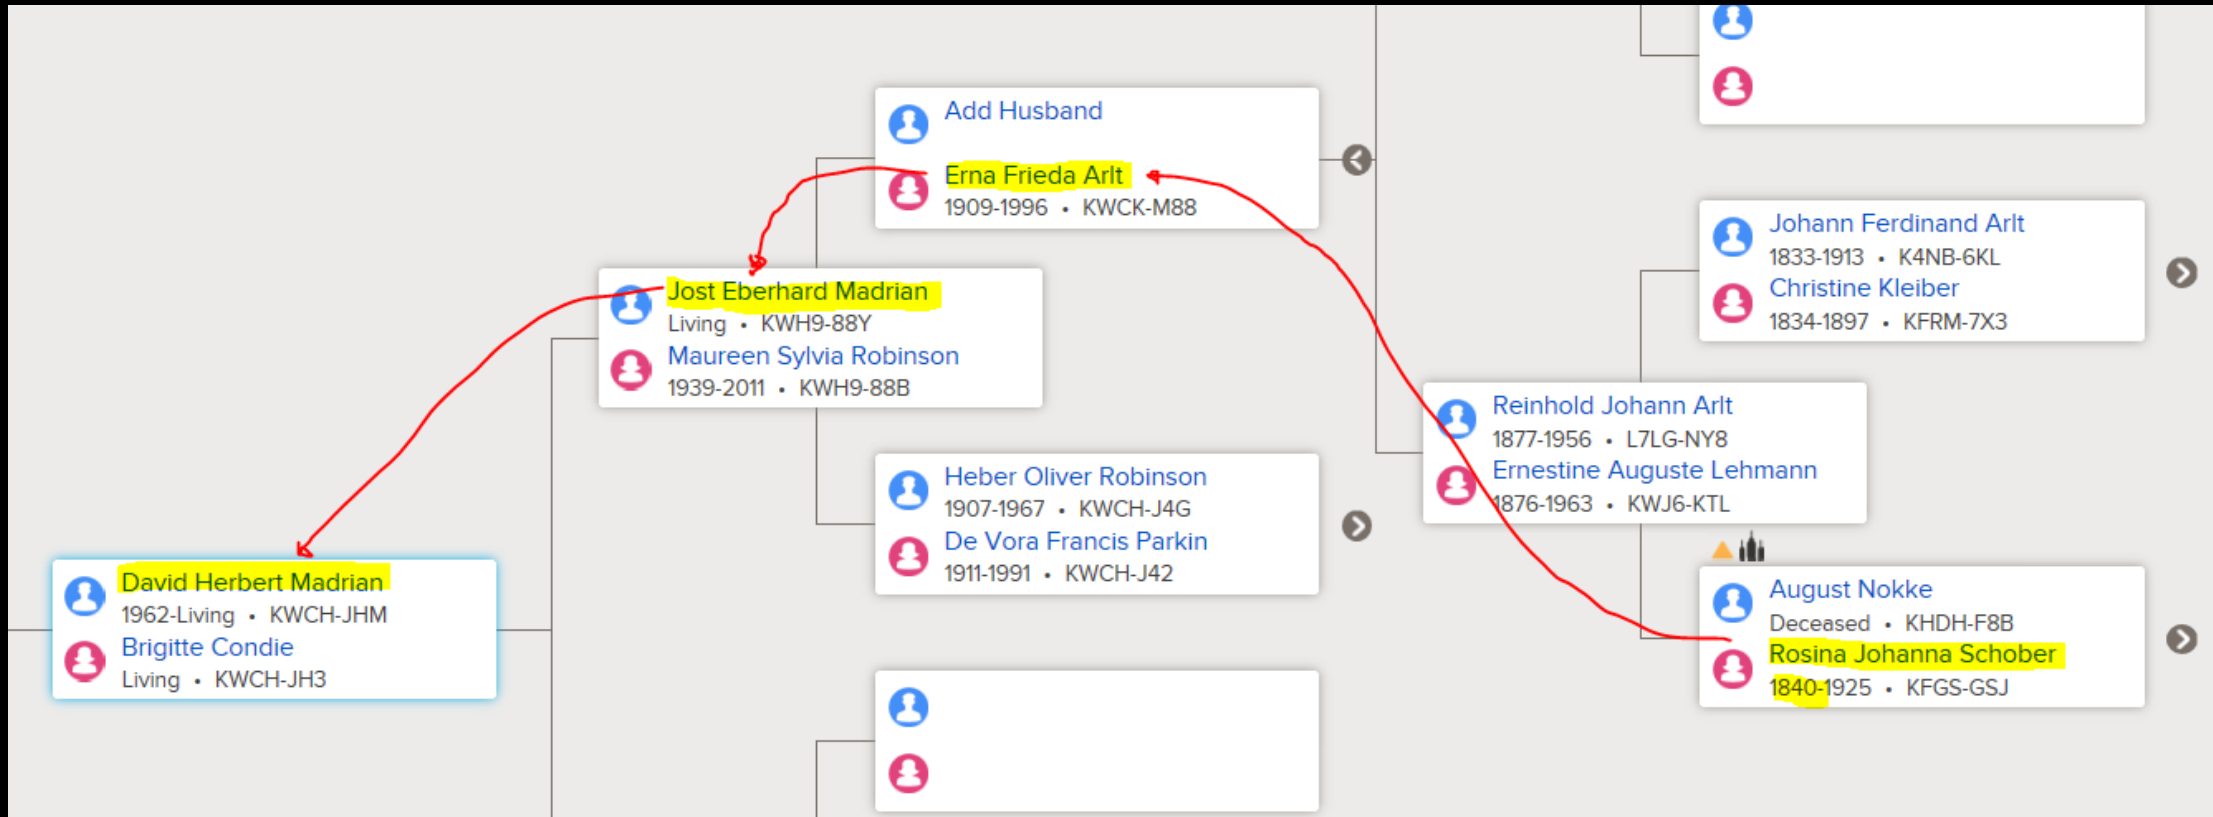 Add Husband
Erna Frieda Arlt
1909-1996 • KWCK-M88
Jost Eberhard Madrian
Living • KWH9-88Y
Maureen Sylvia Robinson
1939-2011 • KWH9-88B
Heber Oliver Robinson
1907-1967 • KWCH-J4G
De Vora Francis Parkin
1911-1991 • KWCH-J42
David Herbert Madrian
1962-Living • KWCH-JHM
Brigitte Condie
Living • KWCH-JH3
Johann Ferdinand Arlt
1833-1913 • K4NB-6KL
Christine Kleiber
1834-1897 • KFRM-7X3
Reinhold Johann Arlt
1877-1956 • L7LG-NY8
Ernestine Auguste Lehmann
1876-1963 • KWJ6-KTL
August Nokke
Deceased • KHDH-F8B
Rosina Johanna Schober
1840-1925 • KFGS-GSJ